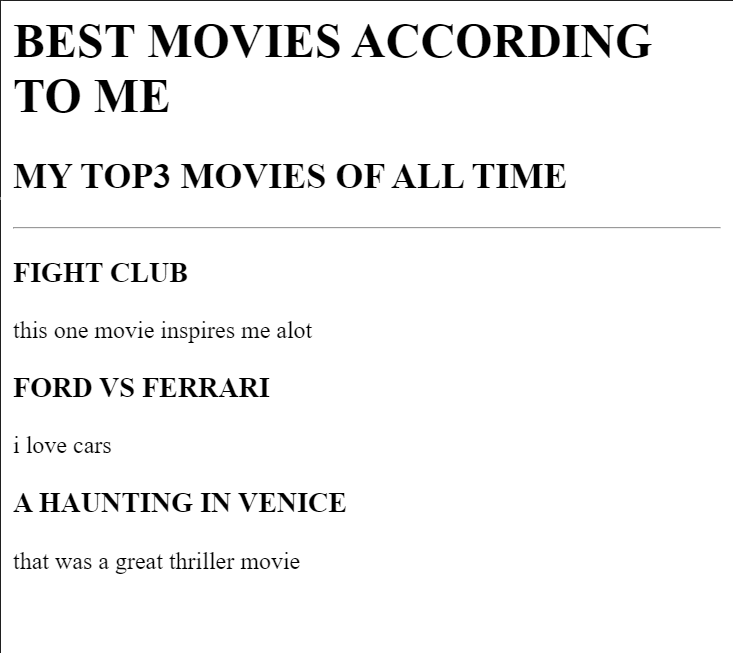 BEST MOVIES ACCORDING
TO ME
MY TOP3 MOVIES OF ALL TIME
FIGHT CLUB
this one movie inspires me alot
FORD VS FERRARI
i love cars
A HAUNTING IN VENICE
that was a great thriller movie